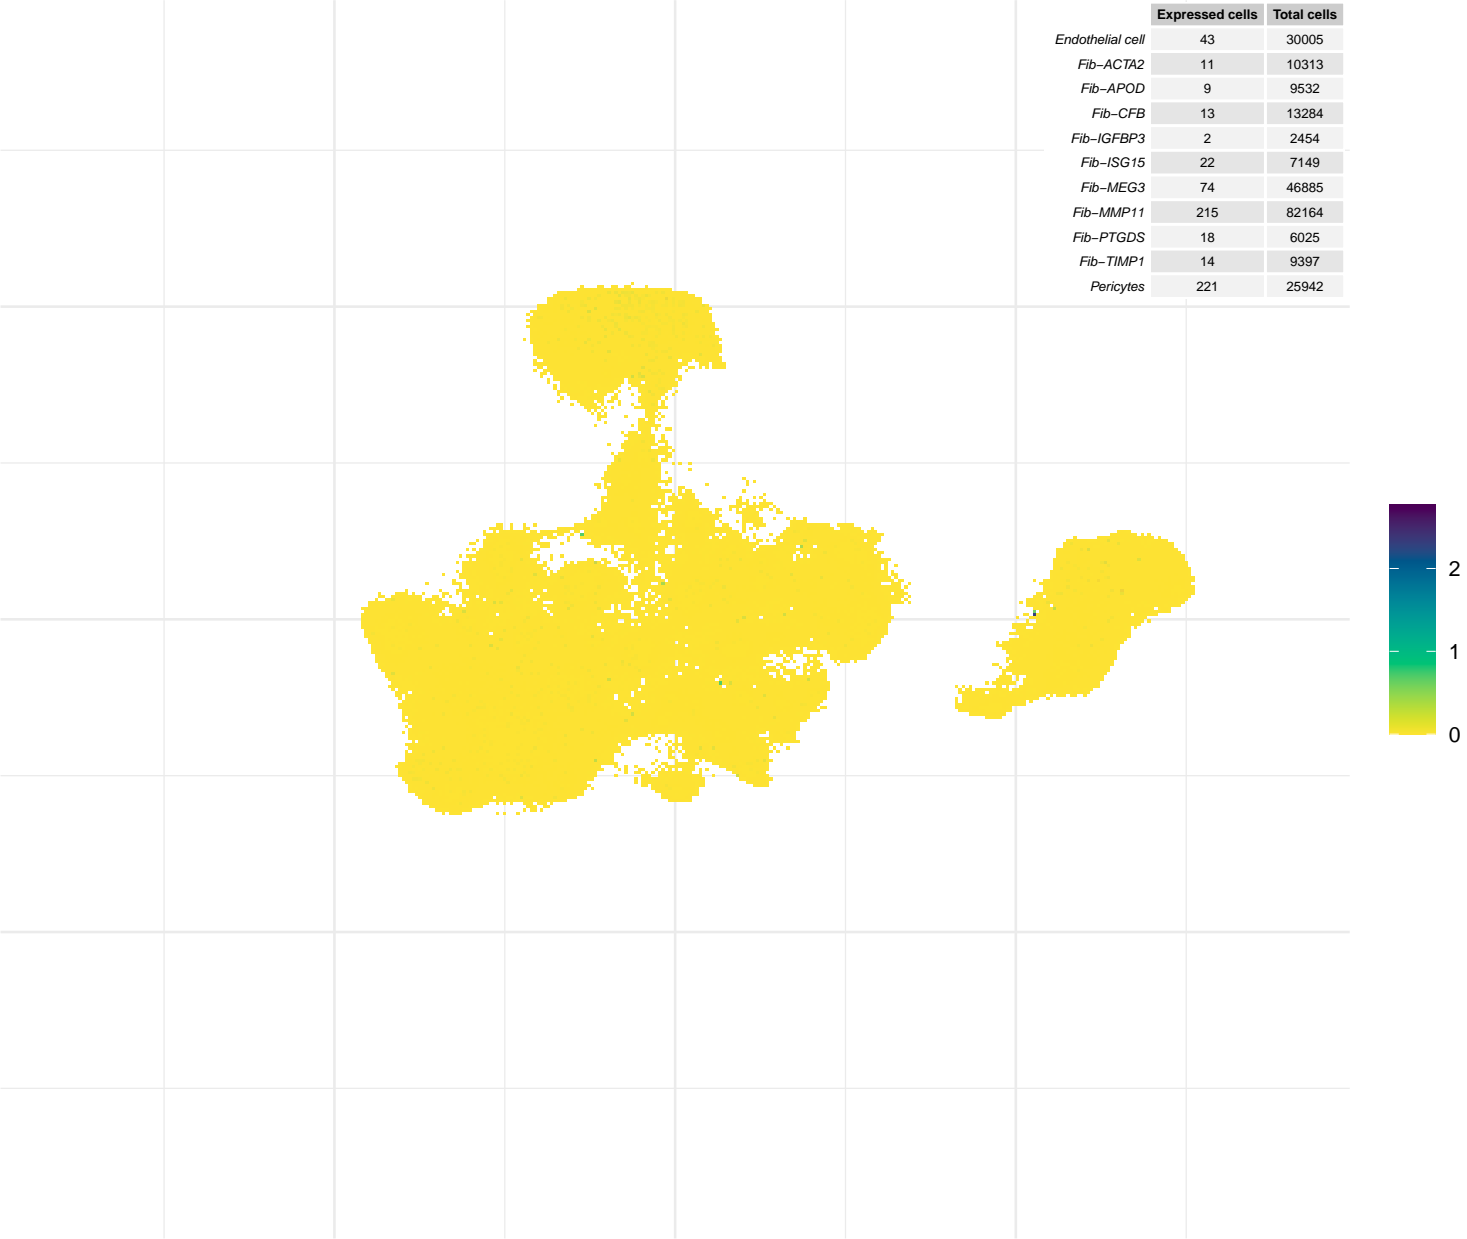 Expressed cells Total cells
Endothelial cell 43 30005
Fib−ACTA2 11 10313
Fib−APOD 9 9532
Fib−CFB 13 13284
Fib−IGFBP3 2 2454
Fib−ISG15 22 7149
Fib−MEG3 74 46885
Fib−MMP11 215 82164
Fib−PTGDS 18 6025
Fib−TIMP1 14 9397
Pericytes 221 25942
2
1
0